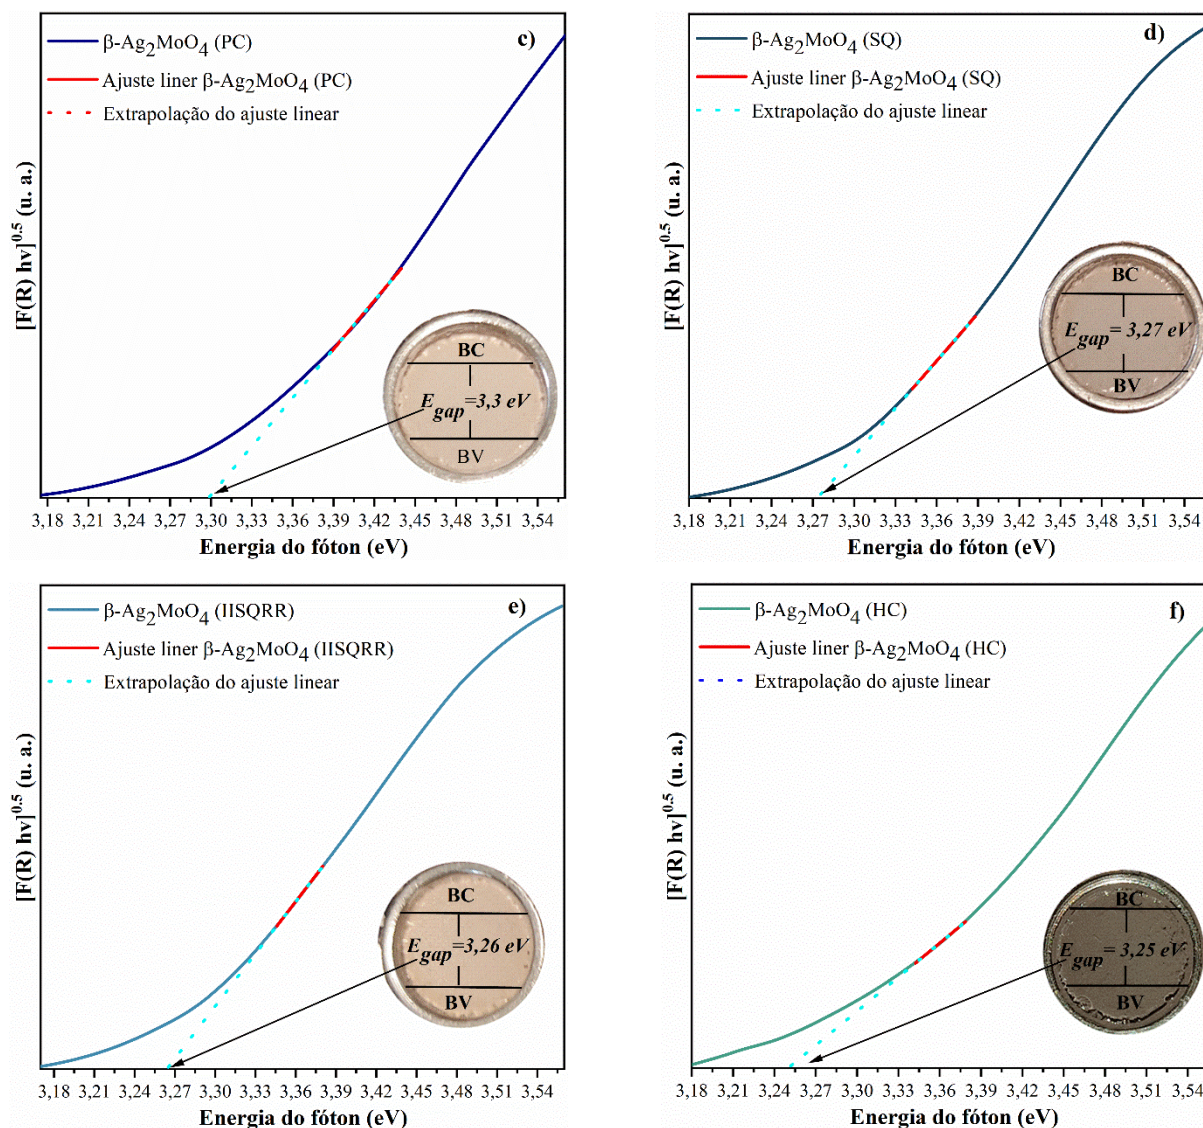 c)
β-Ag2MoO4 (PC)
Ajuste liner β-Ag2MoO4 (PC)
Extrapolação do ajuste linear
[F(R) hv]^0.5 (u. a.)
BC
Egap=3,3 eV
BV
3,18 3,21 3,24 3,27 3,30 3,33 3,36 3,39 3,42 3,45 3,48 3,51 3,54
Energia do fóton (eV)
d)
β-Ag2MoO4 (SQ)
Ajuste liner β-Ag2MoO4 (SQ)
Extrapolação do ajuste linear
[F(R) hv]^0.5 (u. a.)
BC
Egap= 3,27 eV
BV
3,18 3,21 3,24 3,27 3,30 3,33 3,36 3,39 3,42 3,45 3,48 3,51 3,54
Energia do fóton (eV)
e)
β-Ag2MoO4 (IISQRR)
Ajuste liner β-Ag2MoO4 (IISQRR)
Extrapolação do ajuste linear
[F(R) hv]^0.5 (u. a.)
BC
Egap=3,26 eV
BV
3,18 3,21 3,24 3,27 3,30 3,33 3,36 3,39 3,42 3,45 3,48 3,51 3,54
Energia do fóton (eV)
f)
β-Ag2MoO4 (HC)
Ajuste liner β-Ag2MoO4 (HC)
Extrapolação do ajuste linear
[F(R) hv]^0.5 (u. a.)
BC
Egap= 3,25 eV
BV
3,18 3,21 3,24 3,27 3,30 3,33 3,36 3,39 3,42 3,45 3,48 3,51 3,54
Energia do fóton (eV)